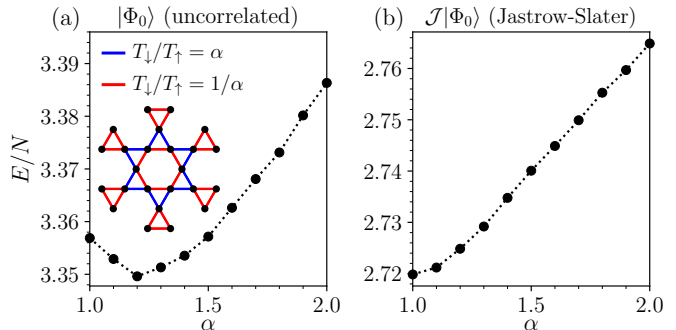 (a) |Φ₀⟩ (uncorrelated)
T↓/T↑ = α
T↓/T↑ = 1/α
E/N
3.39
3.38
3.37
3.36
3.35
1.0 1.5 2.0
α
(b) 𝒥|Φ₀⟩ (Jastrow-Slater)
2.76
2.75
2.74
2.73
2.72
1.0 1.5 2.0
α